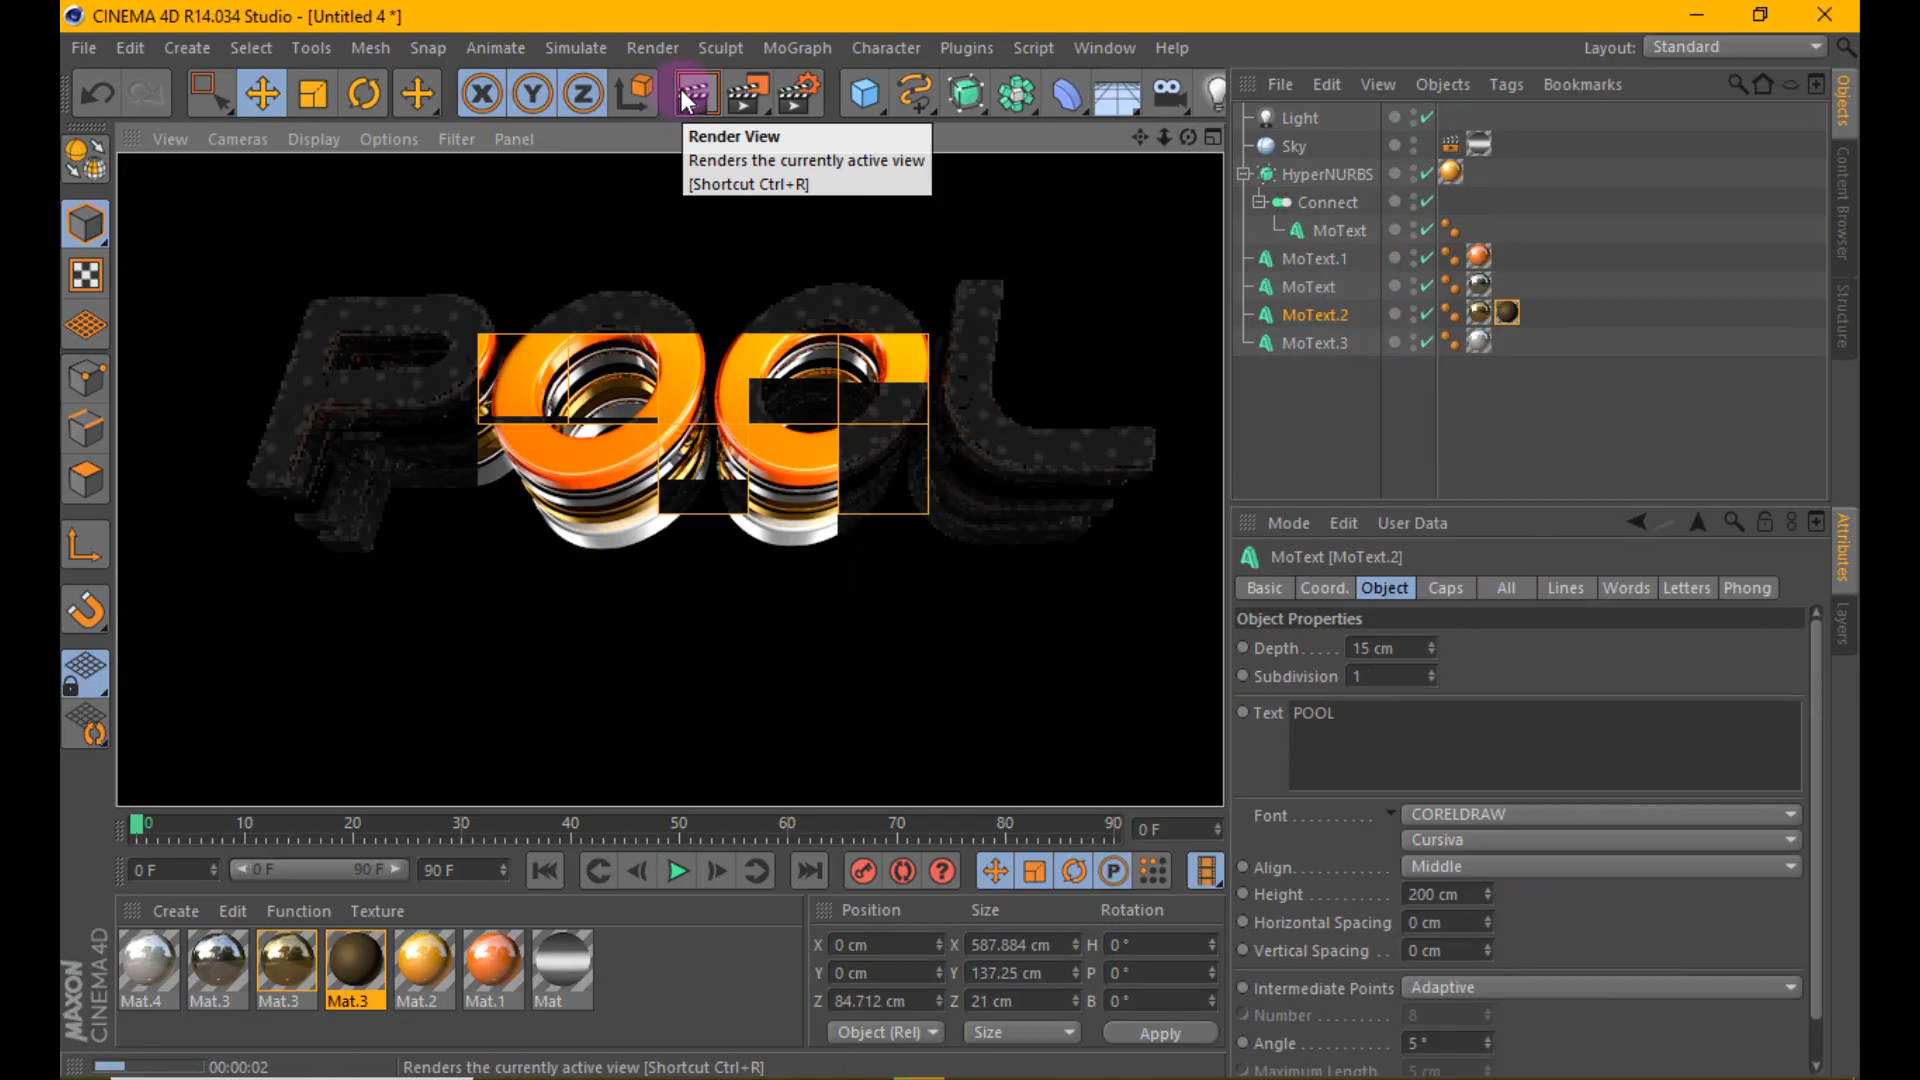 CINEMA 4D R14.034 Studio - [Untitled 4 *]
File Edit Create Select Tools Mesh Snap Animate Simulate Render Sculpt MoGraph Character Plugins Script Window Help
Layout: Standard
X Y Z
View Cameras Display Options Filter Panel
Render View
Renders the currently active view
[Shortcut Ctrl+R]
POOL
File Edit View Objects Tags Bookmarks
Light
Sky
HyperNURBS
Connect
MoText
MoText.1
MoText
MoText.2
MoText.3
Objects
Content Browser
Structure
Mode Edit User Data
MoText [MoText.2]
Basic Coord. Object Caps All Lines Words Letters Phong
Object Properties
Depth..... 15 cm
Subdivision 1
Text POOL
Font ......... CORELDRAW
Cursiva
Align........... Middle
Height ......... 200 cm
Horizontal Spacing 0 cm
Vertical Spacing .. 0 cm
Intermediate Points Adaptive
Number ........ 8
Angle .......... 5 °
Maximum Length 5 cm
Attributes
Layers
0 10 20 30 40 50 60 70 80 90 0 F
0 F 0 F 90 F 90 F
P
Create Edit Function Texture
Mat.4 Mat.3 Mat.3 Mat.3 Mat.2 Mat.1 Mat
MAXON
CINEMA 4D
Position Size Rotation
X 0 cm X 587.884 cm H 0 °
Y 0 cm Y 137.25 cm P 0 °
Z 84.712 cm Z 21 cm B 0 °
Object (Rel) Size Apply
00:00:02 Renders the currently active view [Shortcut Ctrl+R]